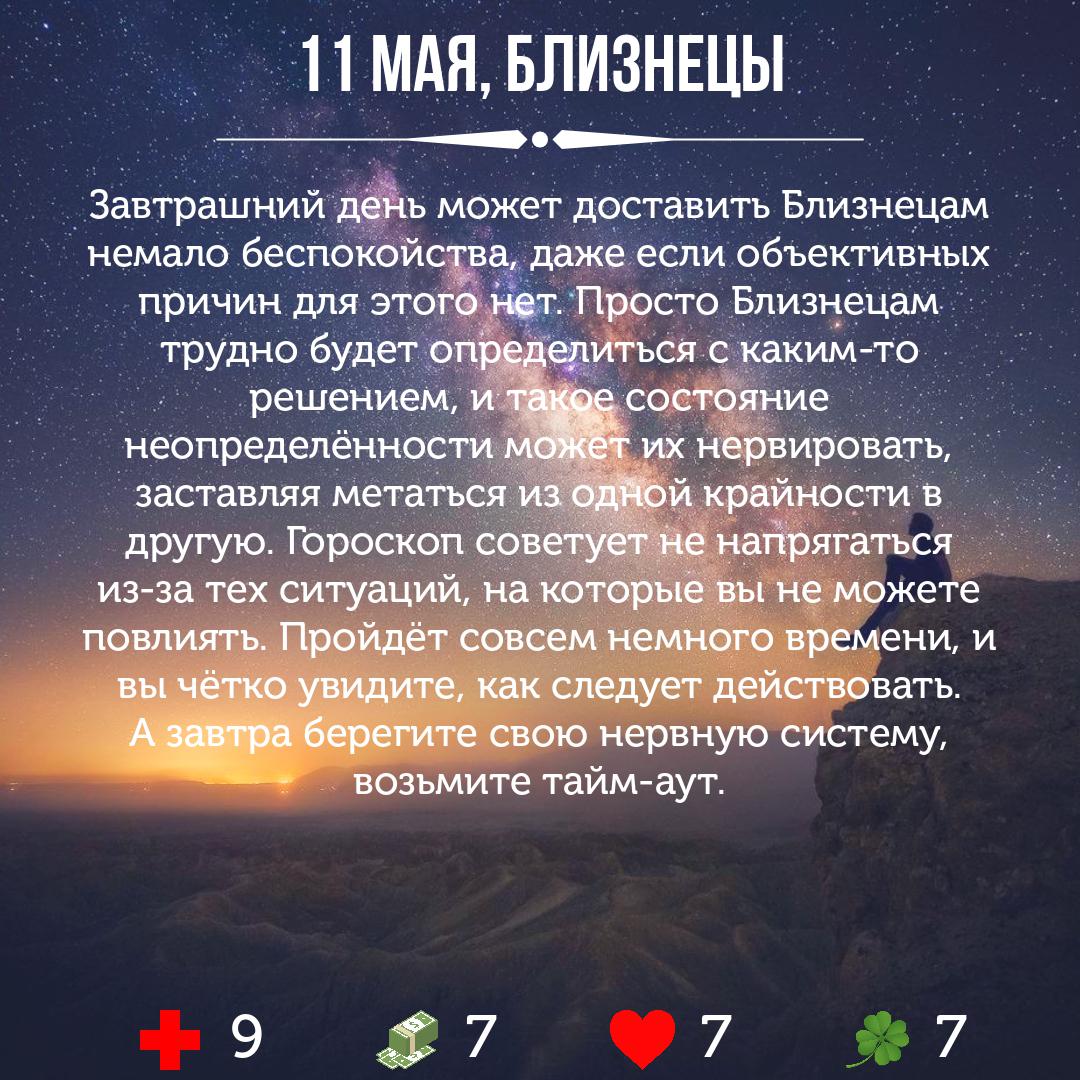 11 МАЯ, БЛИЗНЕЦЫ
Завтрашний день может доставить Близнецам
немало беспокойства, даже если объективных
причин для этого нет. Просто Близнецам
трудно будет определиться с каким-то
решением, и такое состояние
неопределённости может их нервировать,
заставляя метаться из одной крайности в
другую. Гороскоп советует не напрягаться
из-за тех ситуаций, на которые вы не можете
повлиять. Пройдёт совсем немного времени, и
вы чётко увидите, как следует действовать.
А завтра берегите свою нервную систему,
возьмите тайм-аут.
9 7 7 7